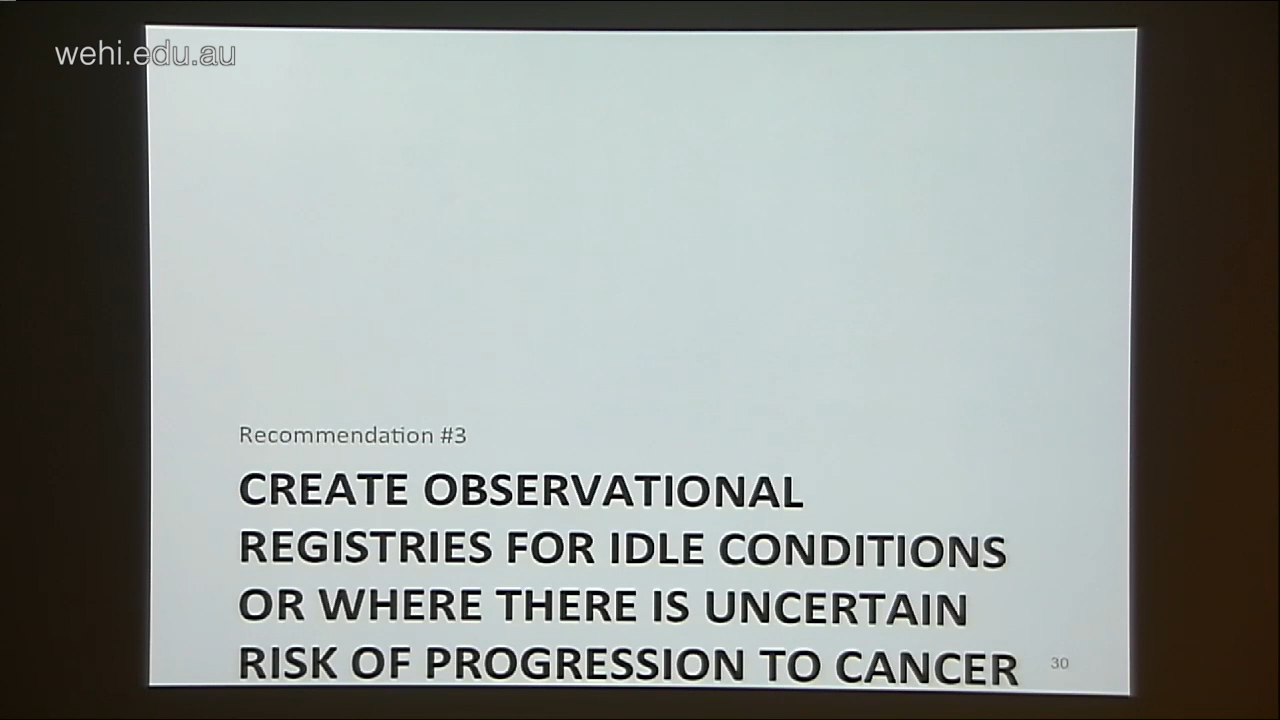 wehi.edu.au
Recommendation #3
CREATE OBSERVATIONAL
REGISTRIES FOR IDLE CONDITIONS
OR WHERE THERE IS UNCERTAIN
RISK OF PROGRESSION TO CANCER
30